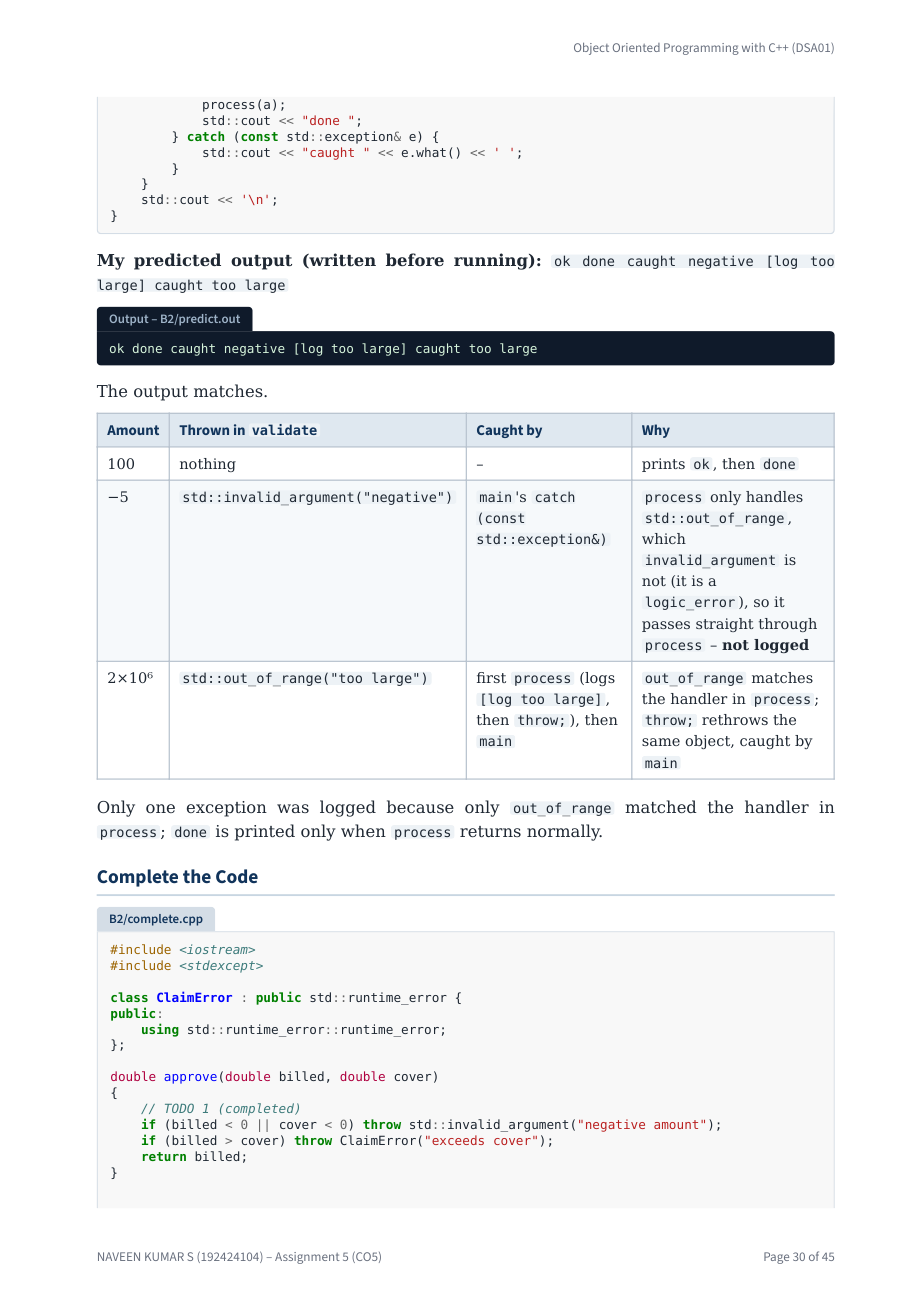 Object Oriented Programming with C++ (DSA01)
            process(a);
            std::cout << "done ";
        } catch (const std::exception& e) {
            std::cout << "caught " << e.what() << ' ';
        }
    }
    std::cout << '\n';
}
My predicted output (written before running): ok done caught negative [log too
large] caught too large
Output – B2/predict.out
ok done caught negative [log too large] caught too large
The output matches.
Amount Thrown in validate Caught by Why
100 nothing – prints ok, then done
−5 std::invalid_argument("negative") main's catch process only handles
(const std::out_of_range,
std::exception&) which
invalid_argument is
not (it is a
logic_error), so it
passes straight through
process – not logged
2×10⁶ std::out_of_range("too large") first process (logs out_of_range matches
[log too large], the handler in process;
then throw;), then throw; rethrows the
main same object, caught by
main
Only one exception was logged because only out_of_range matched the handler in
process; done is printed only when process returns normally.
Complete the Code
B2/complete.cpp
#include <iostream>
#include <stdexcept>
class ClaimError : public std::runtime_error {
public:
    using std::runtime_error::runtime_error;
};
double approve(double billed, double cover)
{
    // TODO 1 (completed)
    if (billed < 0 || cover < 0) throw std::invalid_argument("negative amount");
    if (billed > cover) throw ClaimError("exceeds cover");
    return billed;
}
NAVEEN KUMAR S (192424104) – Assignment 5 (CO5)
Page 30 of 45